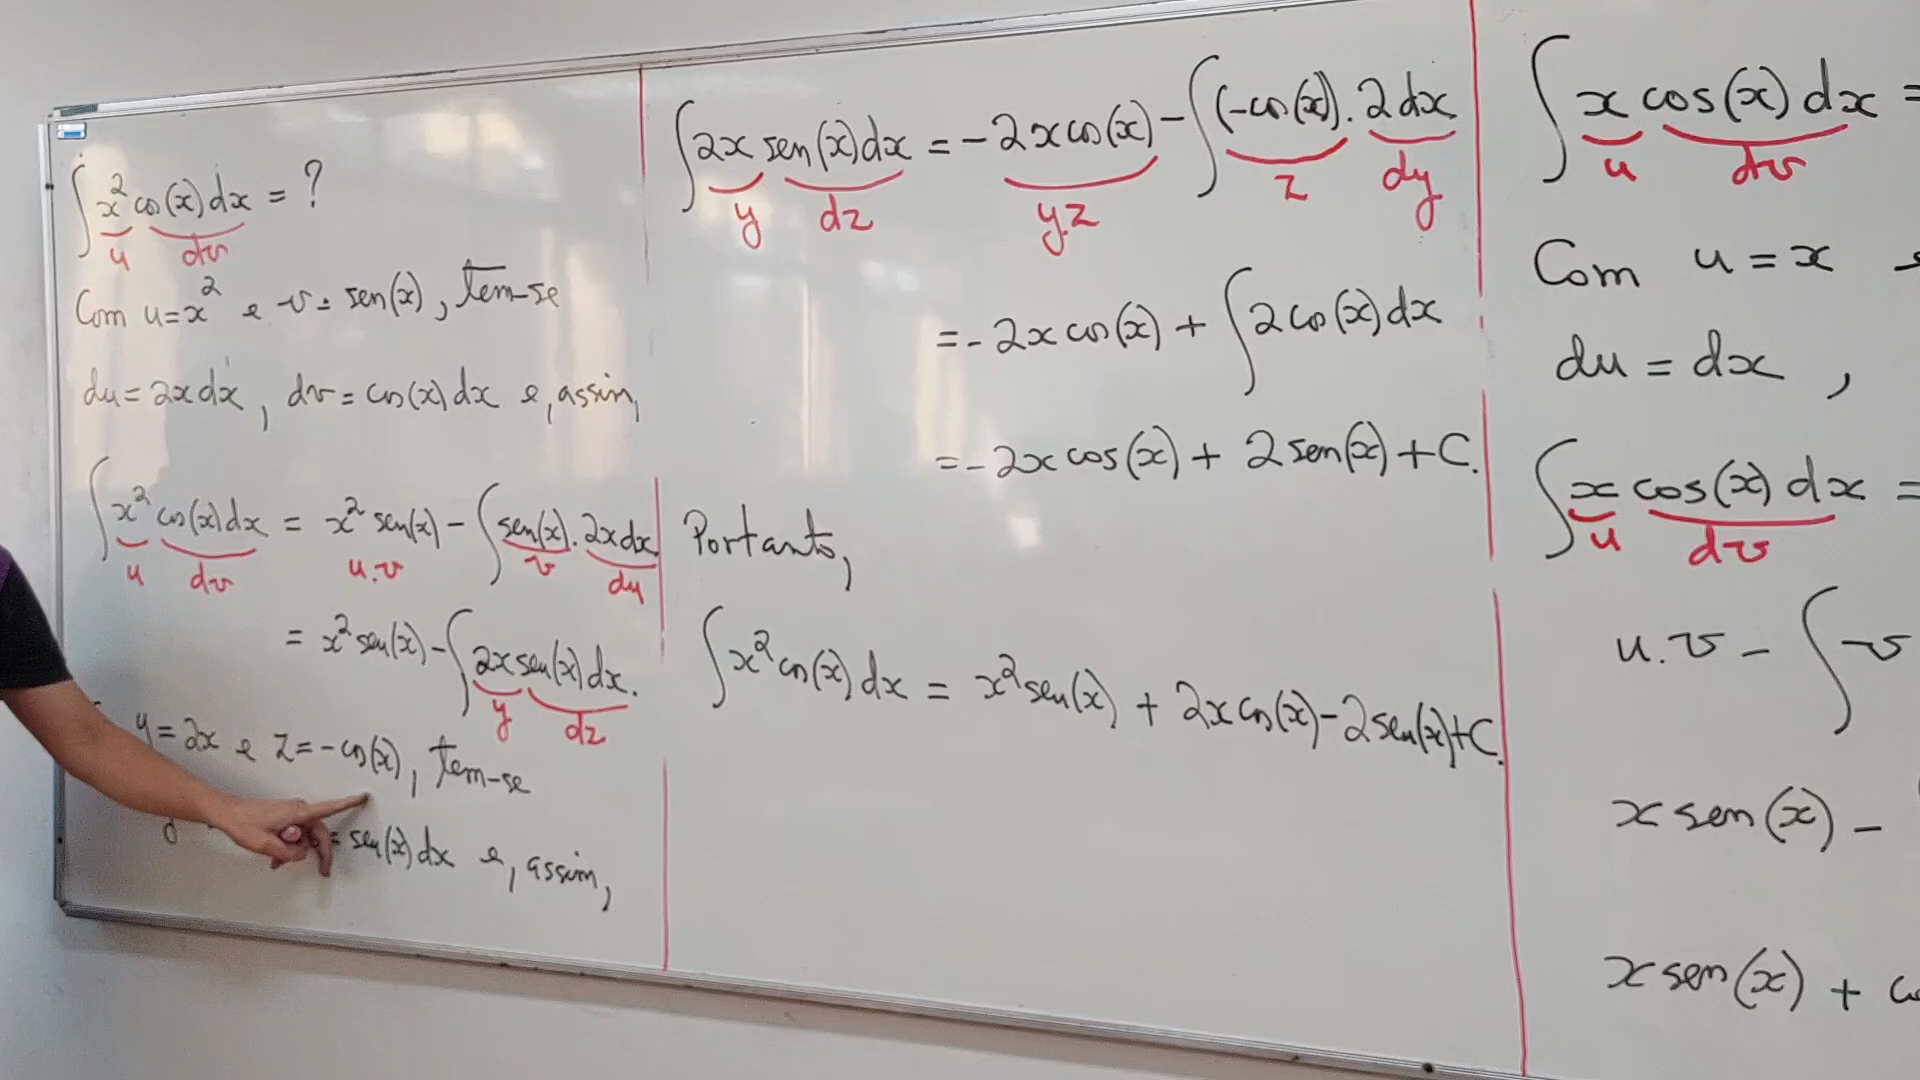 ∫ x² cos(x) dx = ?
u dv
Com u = x² e v = sen(x), tem-se
du = 2x dx, dv = cos(x) dx e, assim,
∫ x² cos(x) dx = x² sen(x) - ∫ sen(x). 2x dx
u dv u.v v du
= x² sen(x) - ∫ 2x sen(x) dx.
y dz
y = 2x e z = -cos(x), tem-se
= sen(x) dx e, assim,
∫ 2x sen(x) dx = -2x cos(x) - ∫ (-cos(x)). 2 dx
y dz y.z z dy
= -2x cos(x) + ∫ 2 cos(x) dx
= -2x cos(x) + 2 sen(x) + C.
Portanto,
∫ x² cos(x) dx = x² sen(x) + 2x cos(x) - 2 sen(x) + C.
∫ x cos(x) dx =
u dv
Com u = x
du = dx ,
∫ x cos(x) dx =
u dv
u.v - ∫ v
x sen(x) -
x sen(x) +